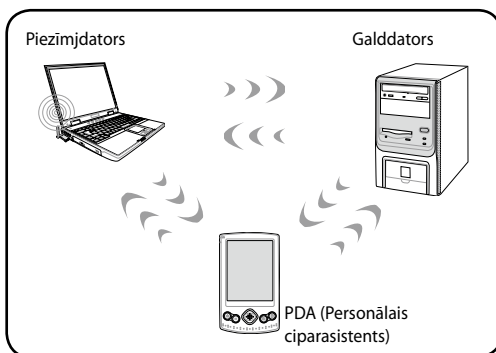 Piezīmjdators
Galddators
PDA (Personālais
ciparasistents)